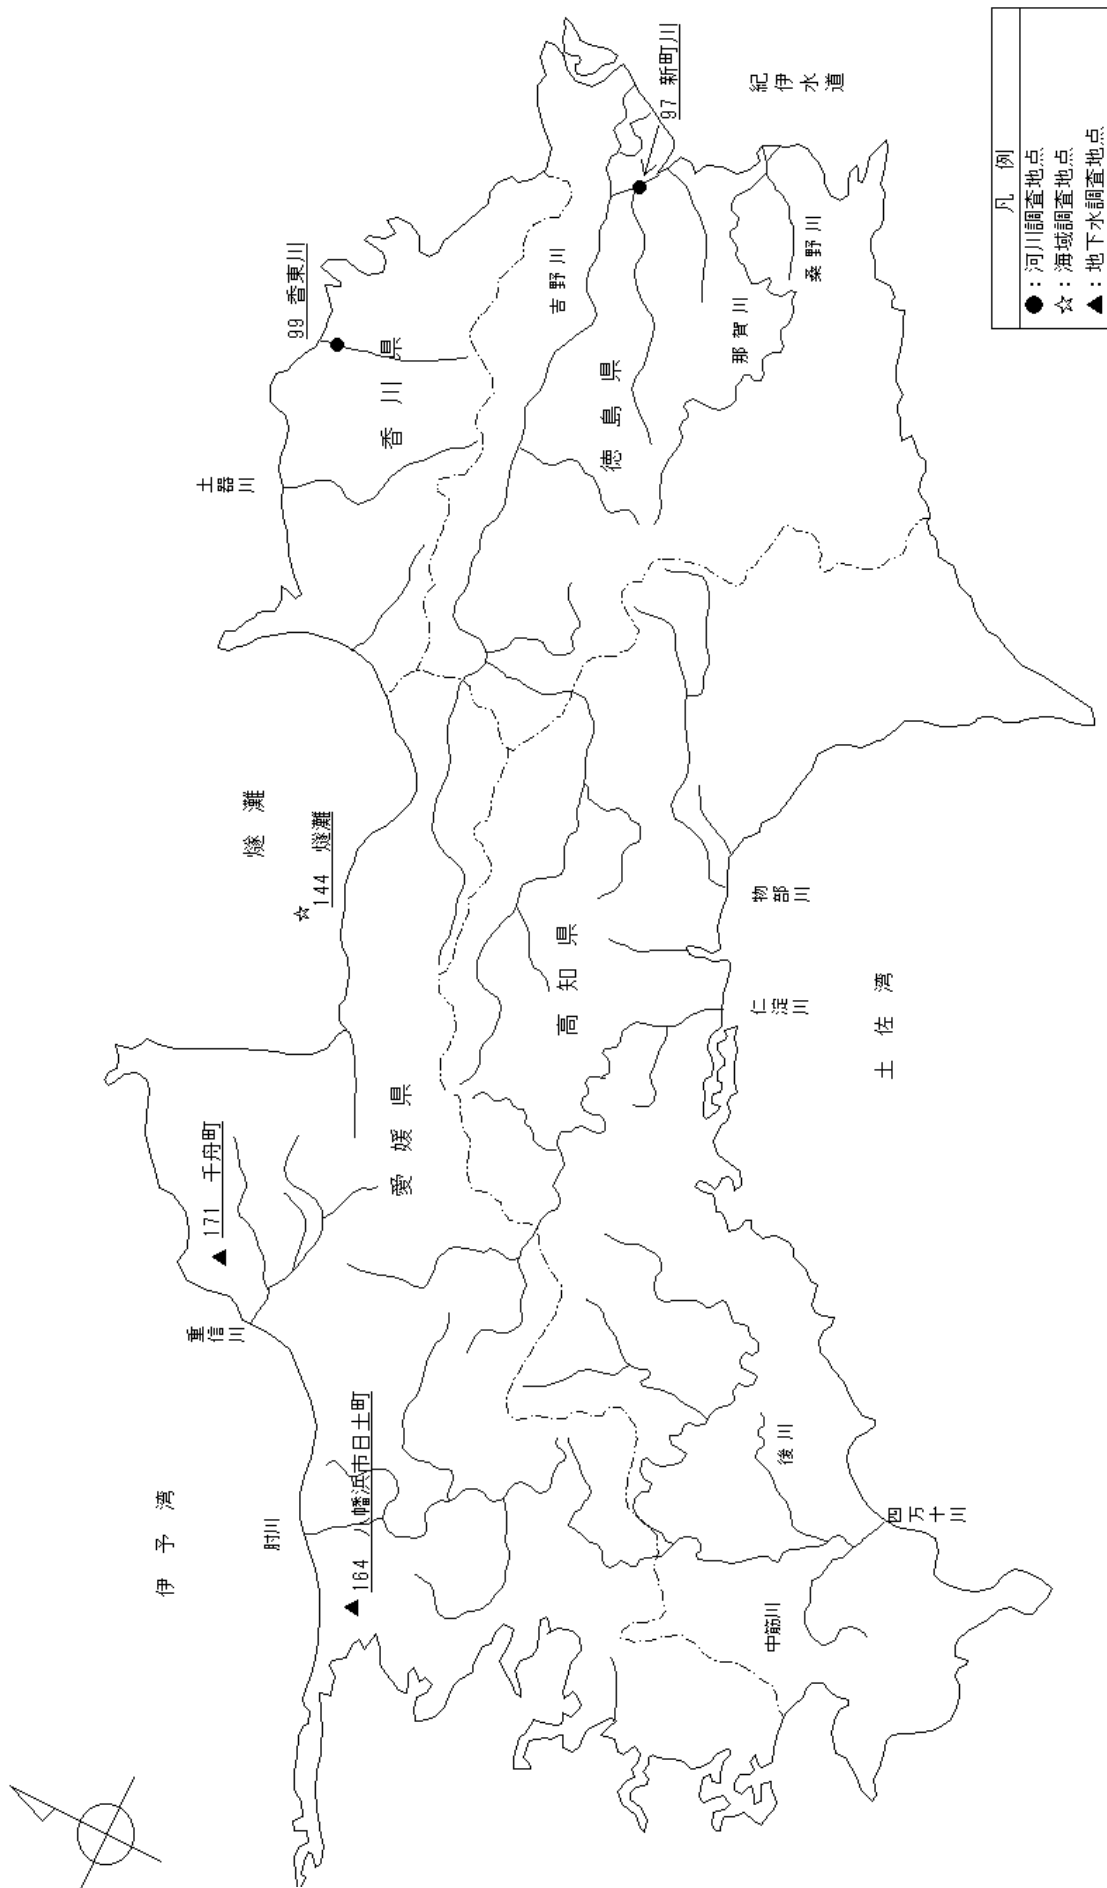 紀伊水道
97 新町川
99 香東川
香川県
土器川
吉野川
徳島県
那賀川
桑野川
燧灘
144 燧灘
愛媛県
171 千舟町
重信川
伊予湾
肘川
164 八幡浜市日土町
高知県
物部川
仁淀川
土佐湾
後川
四万十川
中筋川
凡例
●：河川調査地点
☆：海域調査地点
▲：地下水調査地点